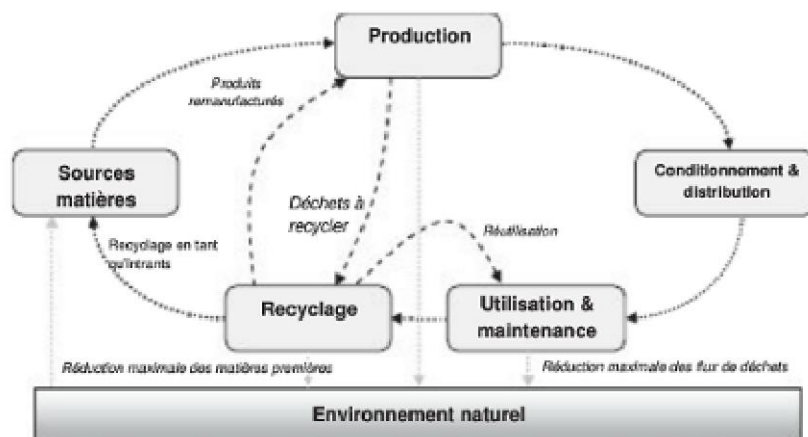 Production
Produits
remanufacturés
Sources
matières
Conditionnement &
distribution
Déchets à
recycler
Réutilisation
Recyclage en tant
qu'intrants
Recyclage
Utilisation &
maintenance
Réduction maximale des matières premières
Réduction maximale des flux de déchets
Environnement naturel